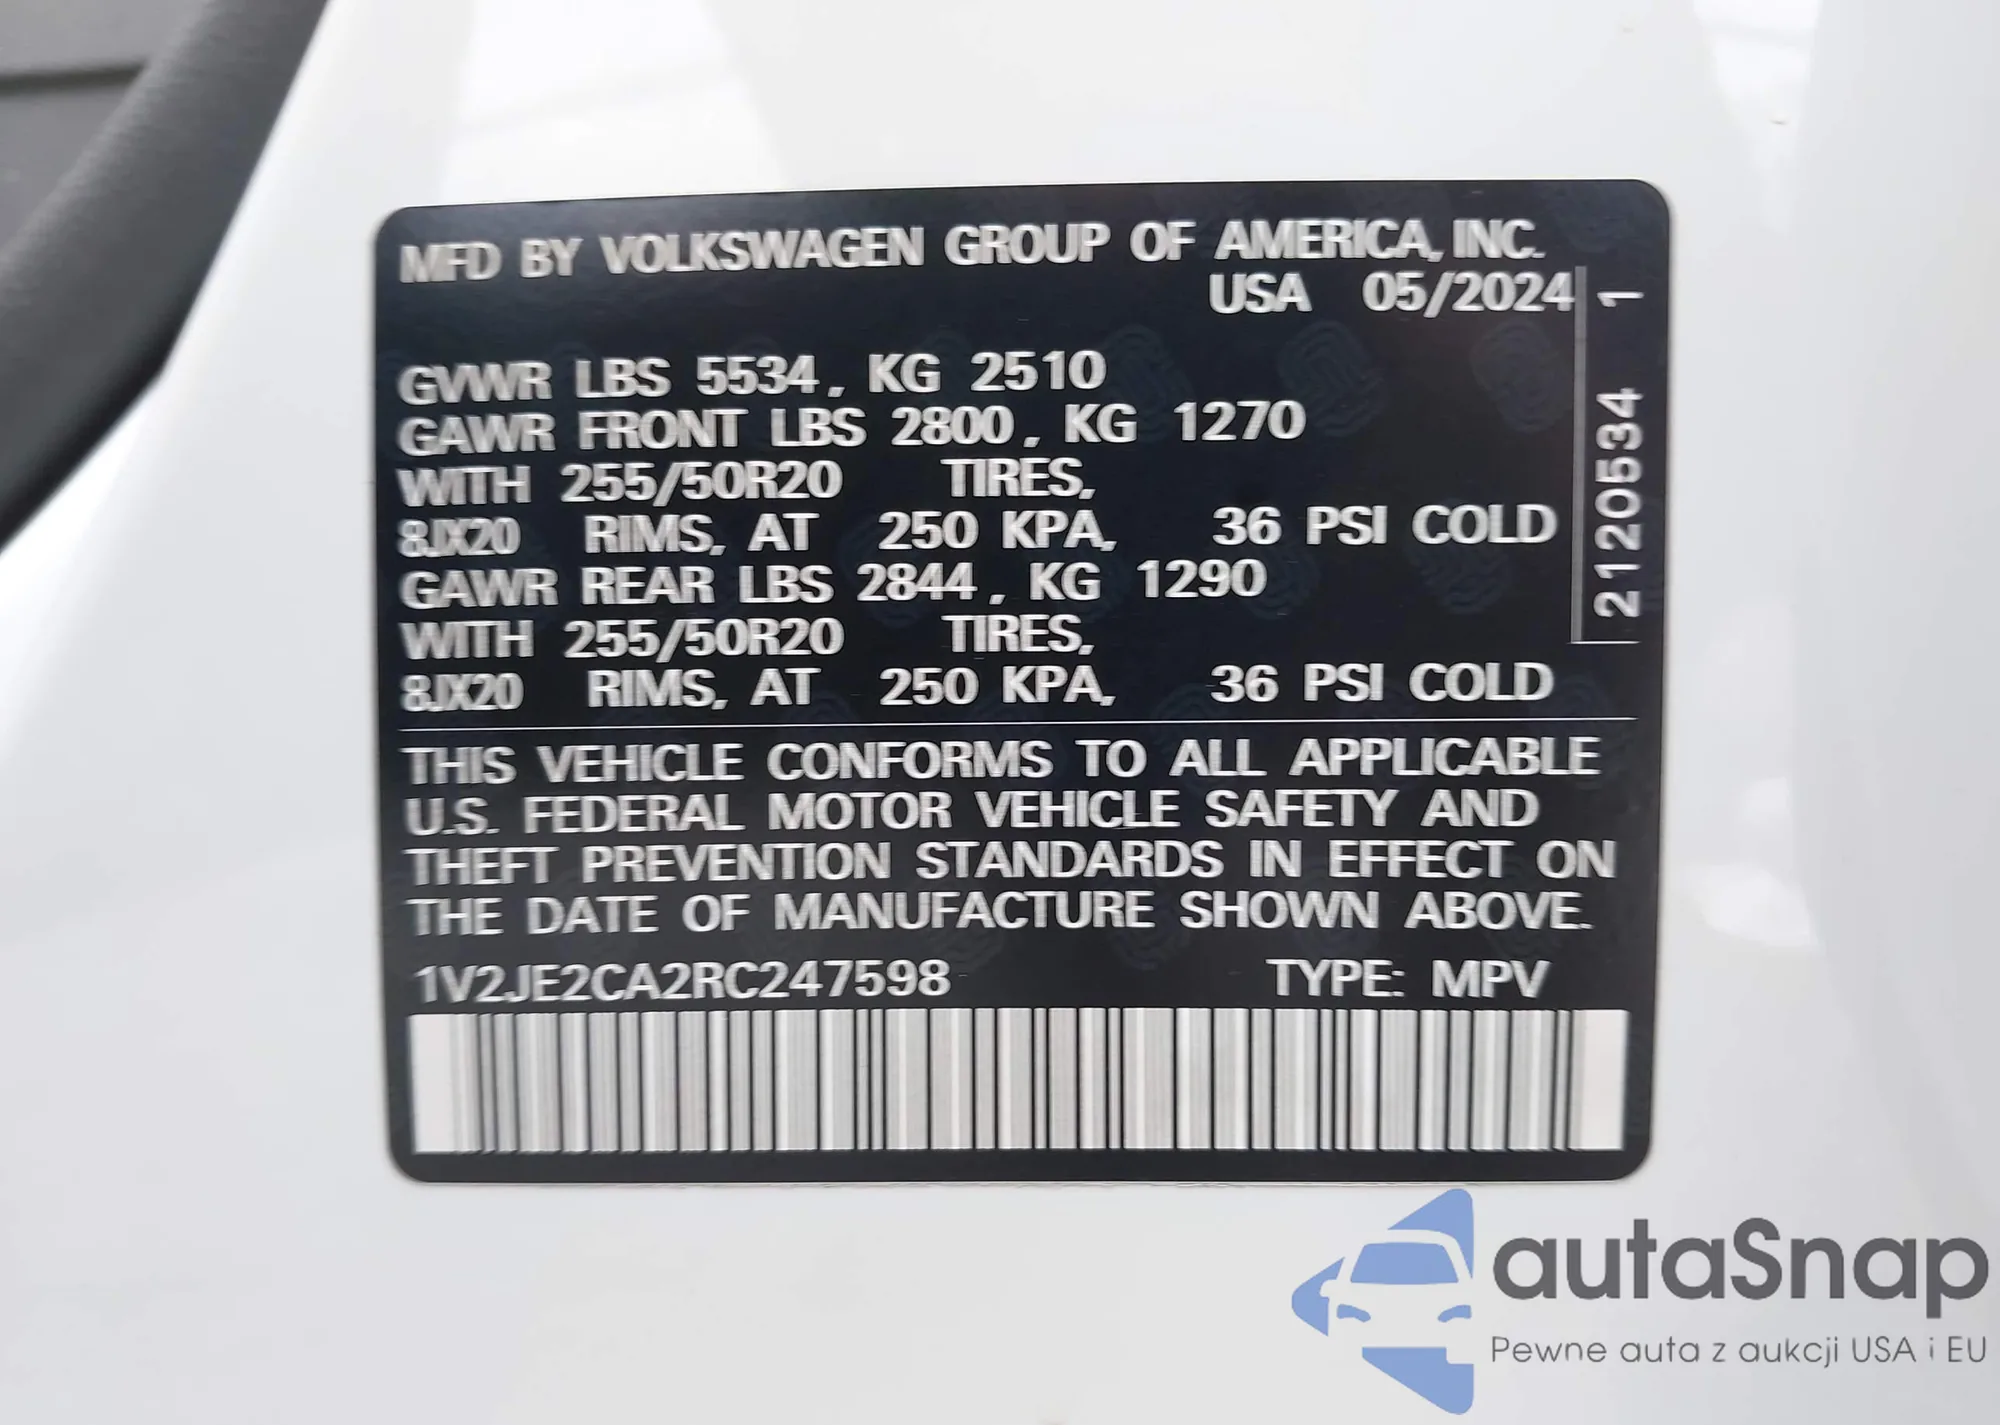 MFD BY VOLKSWAGEN GROUP OF AMERICA, INC.
USA 05/2024
GVWR LBS 5534, KG 2510
GAWR FRONT LBS 2800, KG 1270
WITH 255/50R20 TIRES,
8JX20 RIMS, AT 250 KPA, 36 PSI COLD
GAWR REAR LBS 2844, KG 1290
WITH 255/50R20 TIRES,
8JX20 RIMS, AT 250 KPA, 36 PSI COLD
2120534 1
THIS VEHICLE CONFORMS TO ALL APPLICABLE
U.S. FEDERAL MOTOR VEHICLE SAFETY AND
THEFT PREVENTION STANDARDS IN EFFECT ON
THE DATE OF MANUFACTURE SHOWN ABOVE.
1V2JE2CA2RC247598 TYPE: MPV
autaSnap
Pewne auta z aukcji USA i EU